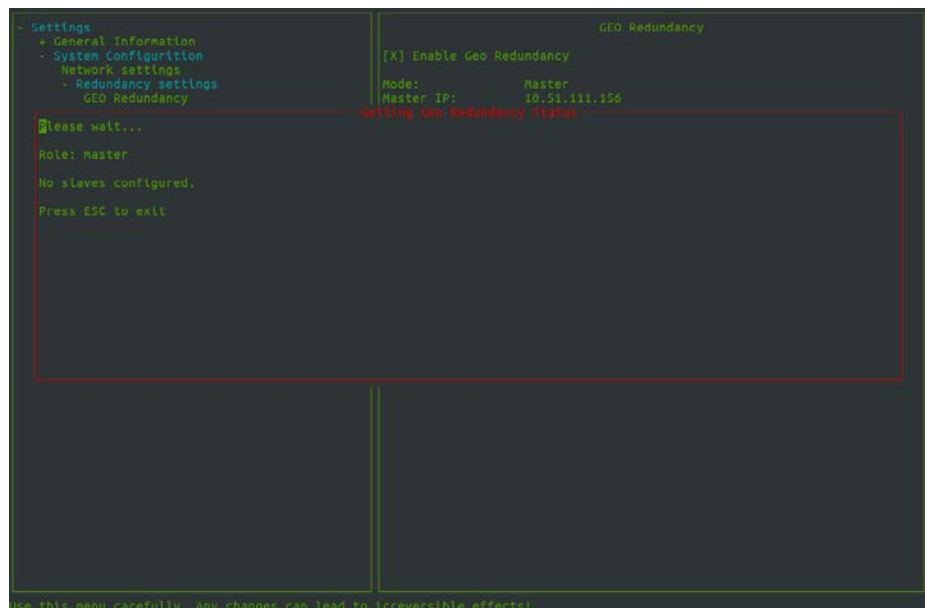 - Settings
+ General Information
- System Configurition
Network settings
- Redundancy settings
GEO Redundancy
GEO Redundancy
[X] Enable Geo Redundancy
Mode: Master
Master IP: 10.51.111.156
Getting Geo Redundancy Status
Please wait...
Role: master
No slaves configured.
Press ESC to exit
Use this menu carefully. Any changes can lead to irreversible effects!